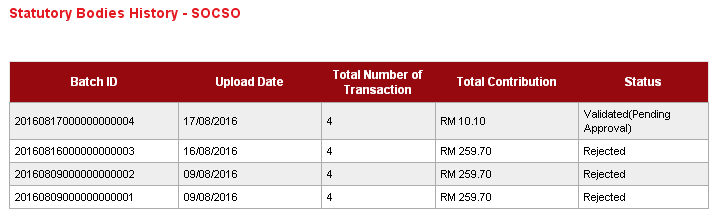 Statutory Bodies History - SOCSO
Batch ID Upload Date Total Number of Transaction Total Contribution Status
20160817000000000004 17/08/2016 4 RM 10.10 Validated(Pending Approval)
20160816000000000003 16/08/2016 4 RM 259.70 Rejected
20160809000000000002 09/08/2016 4 RM 259.70 Rejected
20160809000000000001 09/08/2016 4 RM 259.70 Rejected